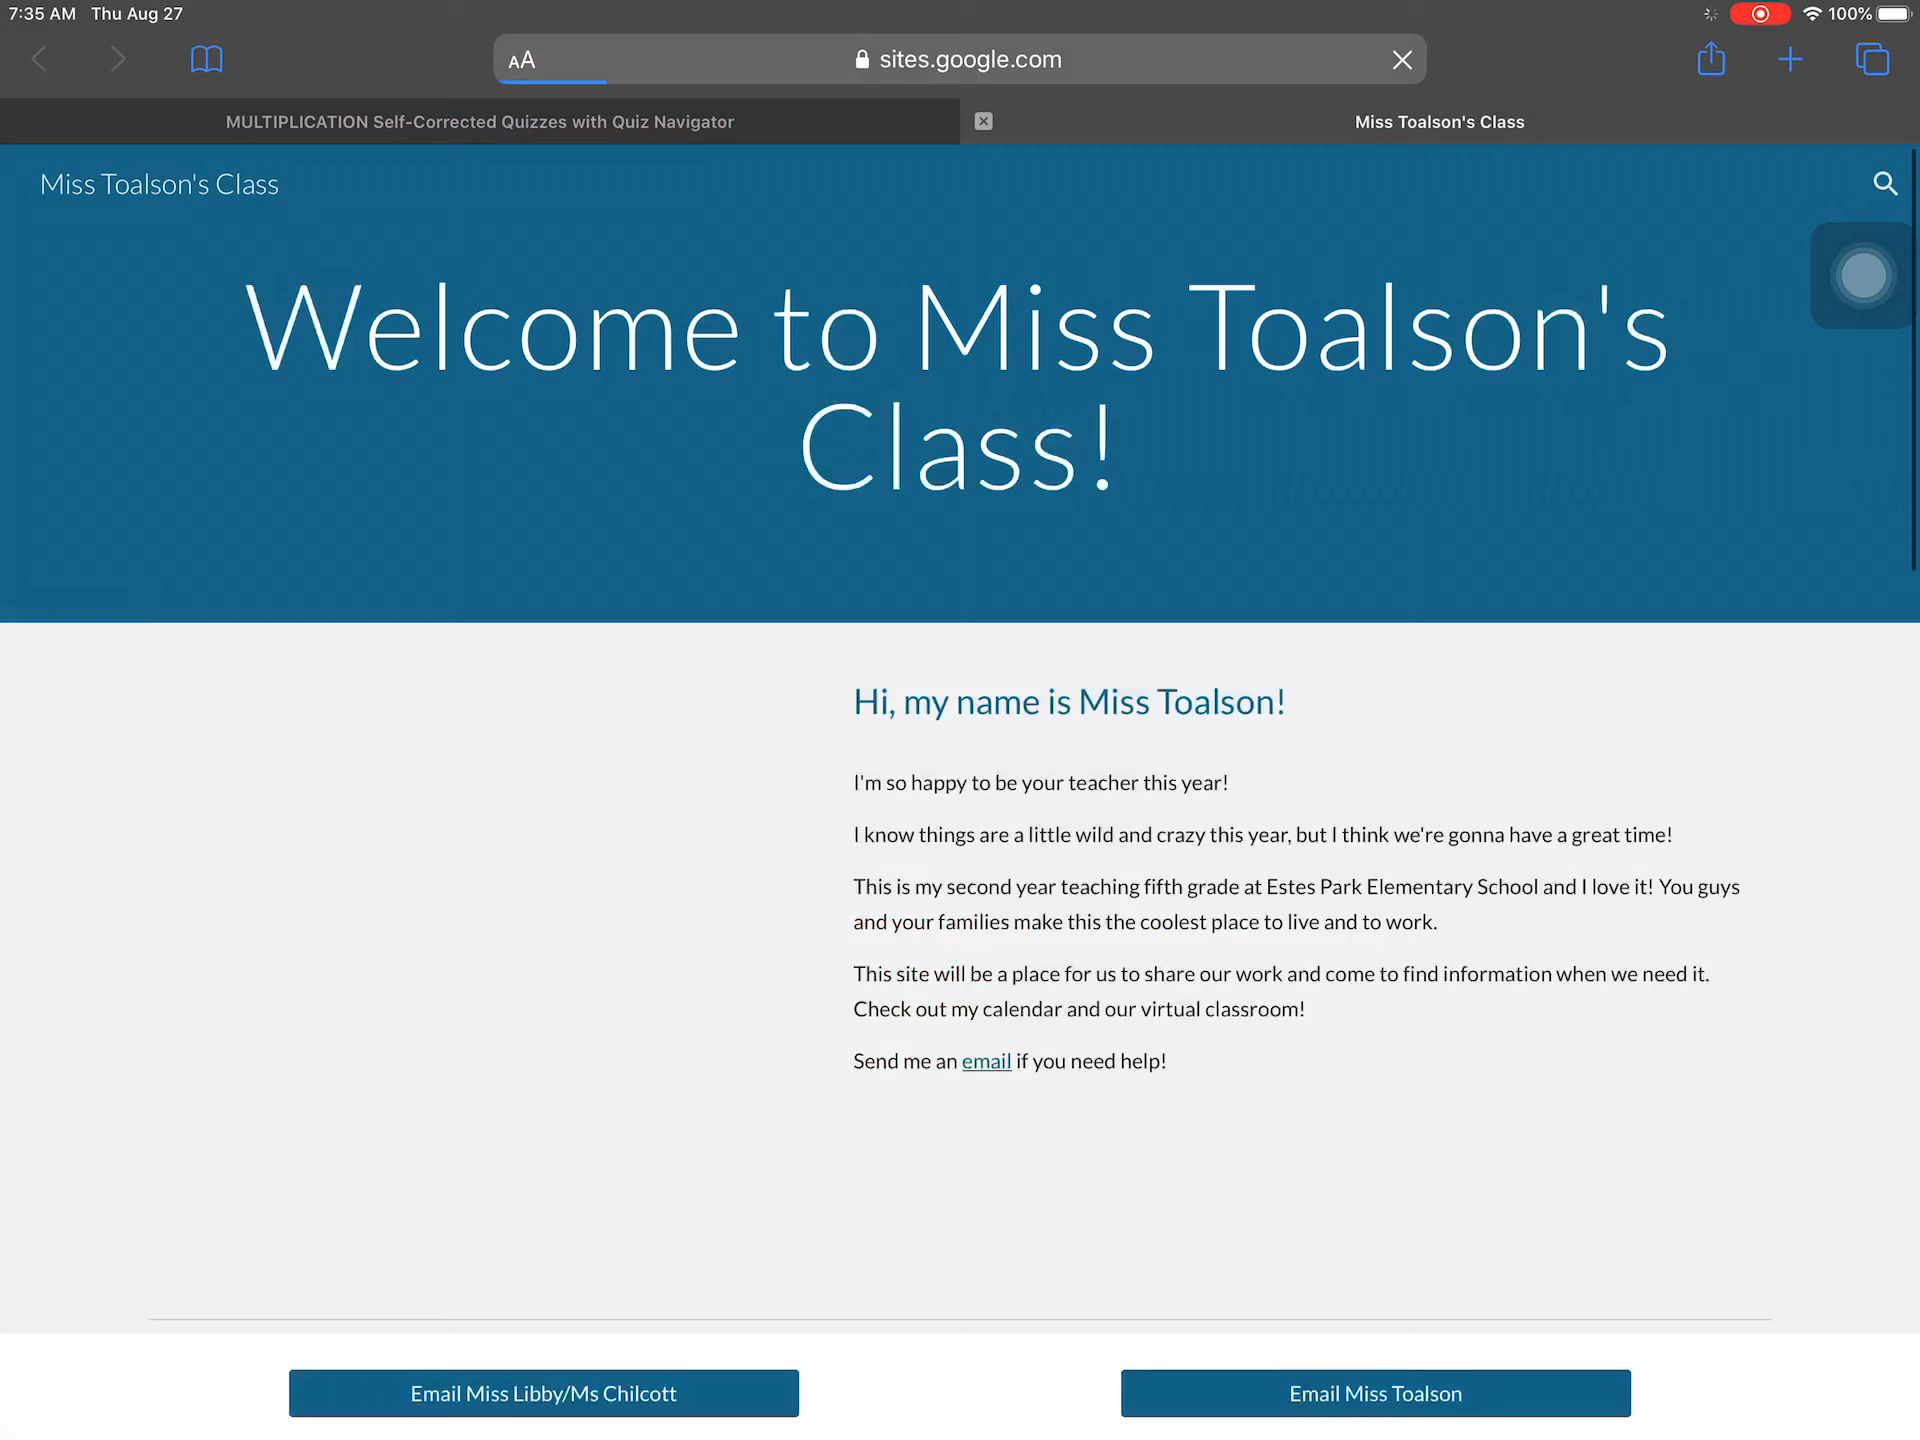 7:35 AM Thu Aug 27 100%
AA sites.google.com
MULTIPLICATION Self-Corrected Quizzes with Quiz Navigator
Miss Toalson's Class
Miss Toalson's Class
Welcome to Miss Toalson's
Class!
Hi, my name is Miss Toalson!
I'm so happy to be your teacher this year!
I know things are a little wild and crazy this year, but I think we're gonna have a great time!
This is my second year teaching fifth grade at Estes Park Elementary School and I love it! You guys
and your families make this the coolest place to live and to work.
This site will be a place for us to share our work and come to find information when we need it.
Check out my calendar and our virtual classroom!
Send me an email if you need help!
Email Miss Libby/Ms Chilcott
Email Miss Toalson